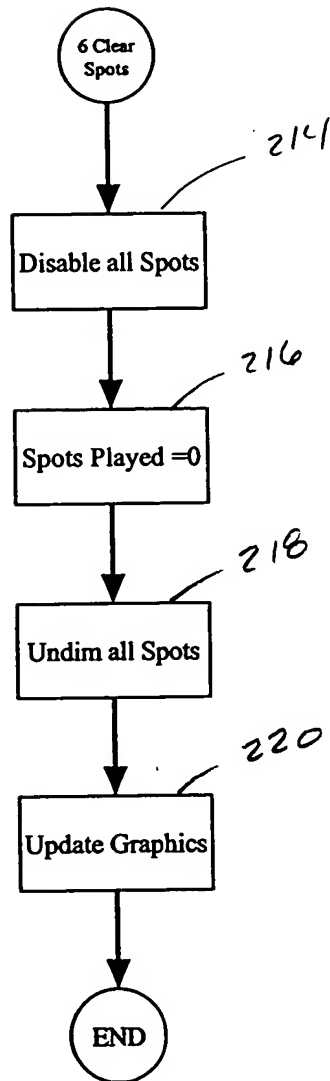 6 Clear
Spots
214
Disable all Spots
216
Spots Played =0
218
Undim all Spots
220
Update Graphics
END